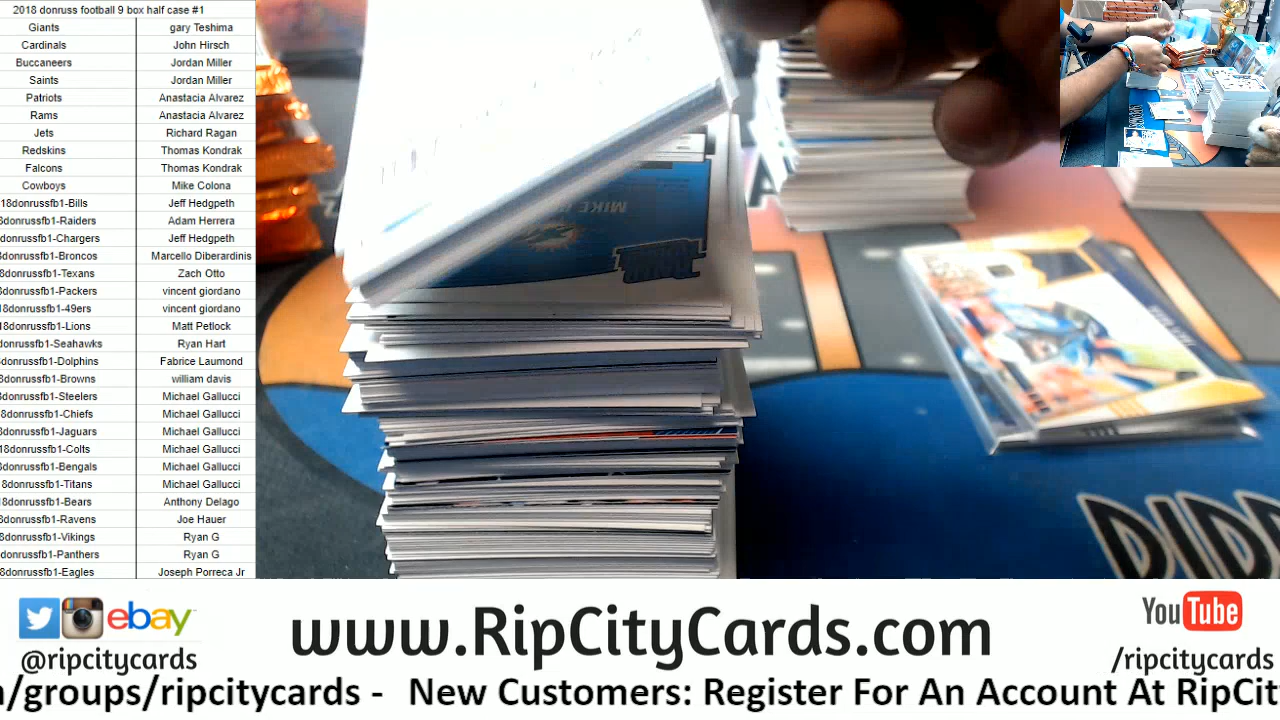 2018 donruss football 9 box half case #1
Giants gary Teshima
Cardinals John Hirsch
Buccaneers Jordan Miller
Saints Jordan Miller
Patriots Anastacia Alvarez
Rams Anastacia Alvarez
Jets Richard Ragan
Redskins Thomas Kondrak
Falcons Thomas Kondrak
Cowboys Mike Colona
18donrussfb1-Bills Jeff Hedgpeth
8donrussfb1-Raiders Adam Herrera
donrussfb1-Chargers Jeff Hedgpeth
8donrussfb1-Broncos Marcello Diberardinis
8donrussfb1-Texans Zach Otto
8donrussfb1-Packers vincent giordano
18donrussfb1-49ers vincent giordano
18donrussfb1-Lions Matt Petlock
donrussfb1-Seahawks Ryan Hart
8donrussfb1-Dolphins Fabrice Laumond
8donrussfb1-Browns william davis
8donrussfb1-Steelers Michael Gallucci
8donrussfb1-Chiefs Michael Gallucci
8donrussfb1-Jaguars Michael Gallucci
18donrussfb1-Colts Michael Gallucci
8donrussfb1-Bengals Michael Gallucci
8donrussfb1-Titans Michael Gallucci
18donrussfb1-Bears Anthony Delago
8donrussfb1-Ravens Joe Hauer
8donrussfb1-Vikings Ryan G
donrussfb1-Panthers Ryan G
8donrussfb1-Eagles Joseph Porreca Jr
MIKE
RIPP
ebay
@ripcitycards
www.RipCityCards.com
YouTube
/ripcitycards
/groups/ripcitycards - New Customers: Register For An Account At RipCit